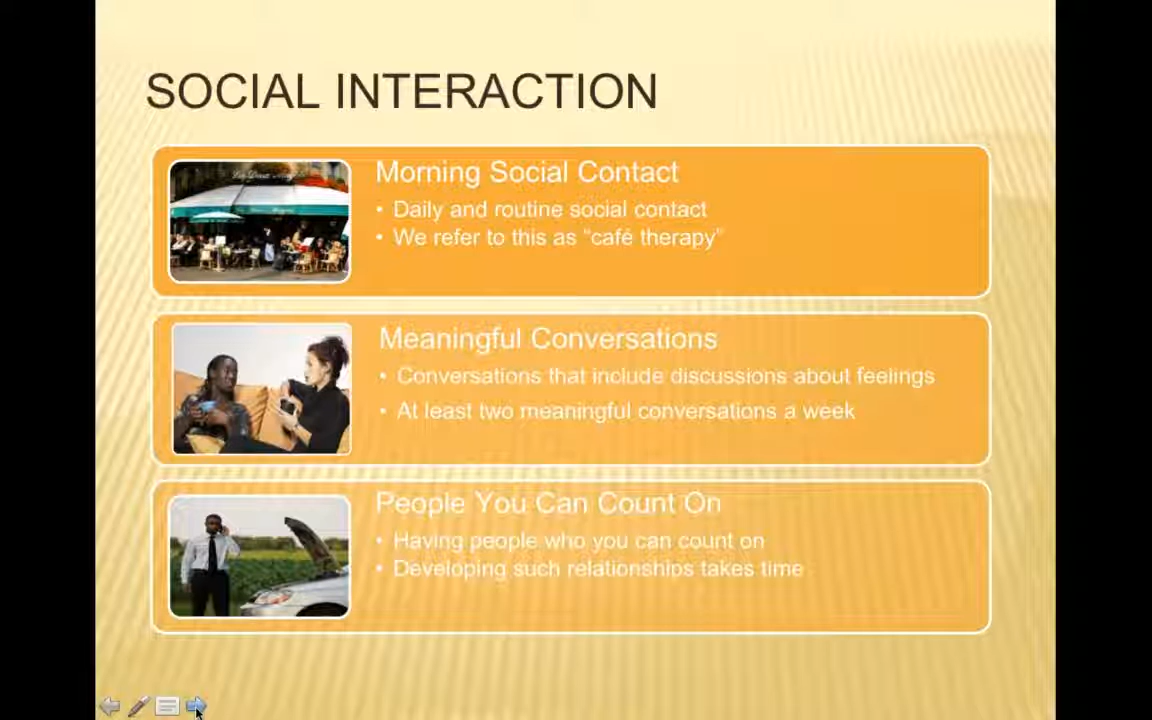 SOCIAL INTERACTION
Morning Social Contact
• Daily and routine social contact
• We refer to this as “café therapy”
Meaningful Conversations
• Conversations that include discussions about feelings
• At least two meaningful conversations a week
People You Can Count On
• Having people who you can count on
• Developing such relationships takes time